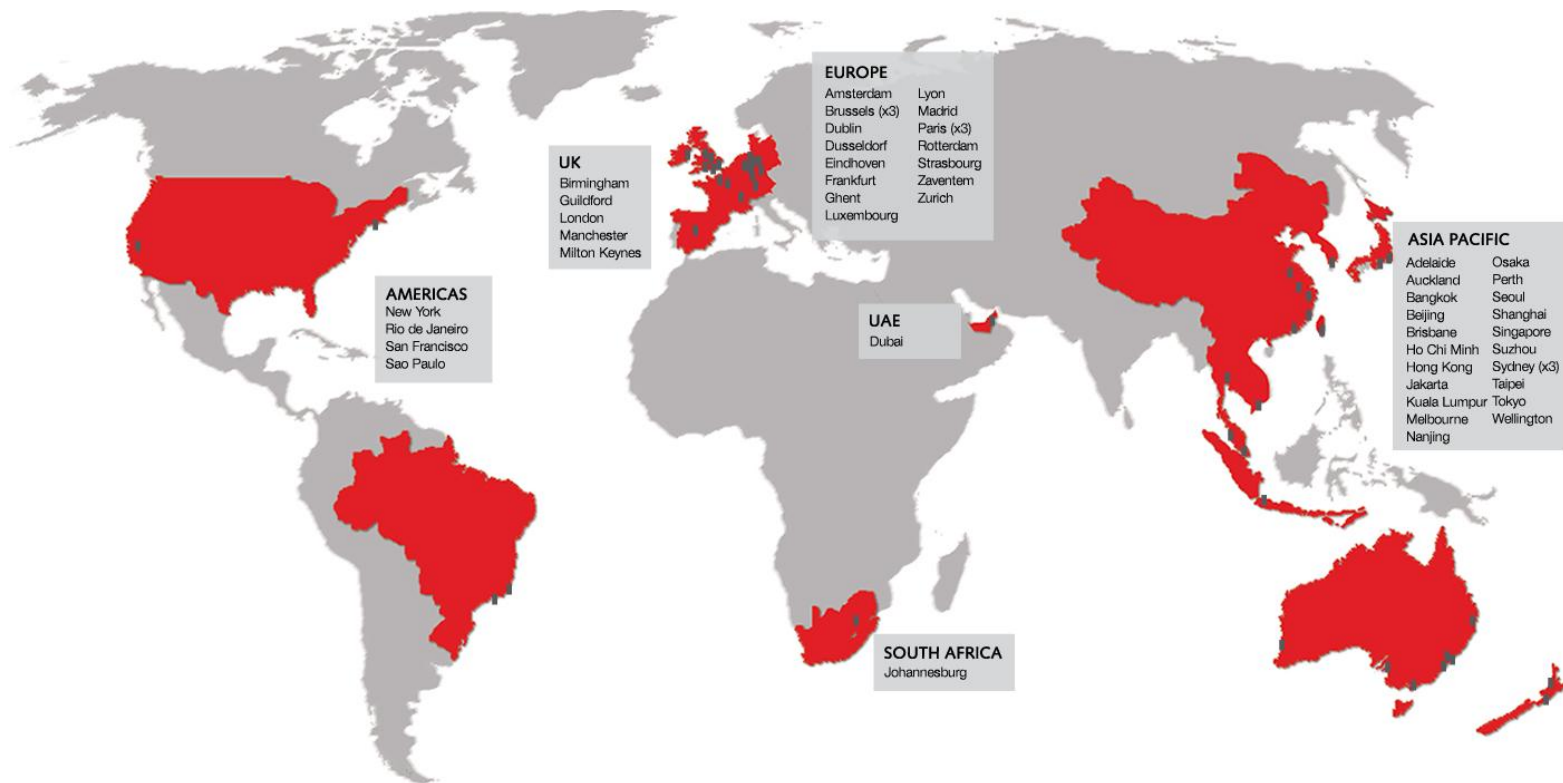 EUROPE
Amsterdam Lyon
Brussels (x3) Madrid
Dublin Paris (x3)
Dusseldorf Rotterdam
Eindhoven Strasbourg
Frankfurt Zaventem
Ghent Zurich
Luxembourg
UK
Birmingham
Guildford
London
Manchester
Milton Keynes
ASIA PACIFIC
Adelaide Osaka
Auckland Perth
Bangkok Seoul
Beijing Shanghai
Brisbane Singapore
Ho Chi Minh Suzhou
Hong Kong Sydney (x3)
Jakarta Taipei
Kuala Lumpur Tokyo
Melbourne Wellington
Nanjing
AMERICAS
New York
Rio de Janeiro
San Francisco
Sao Paulo
UAE
Dubai
SOUTH AFRICA
Johannesburg